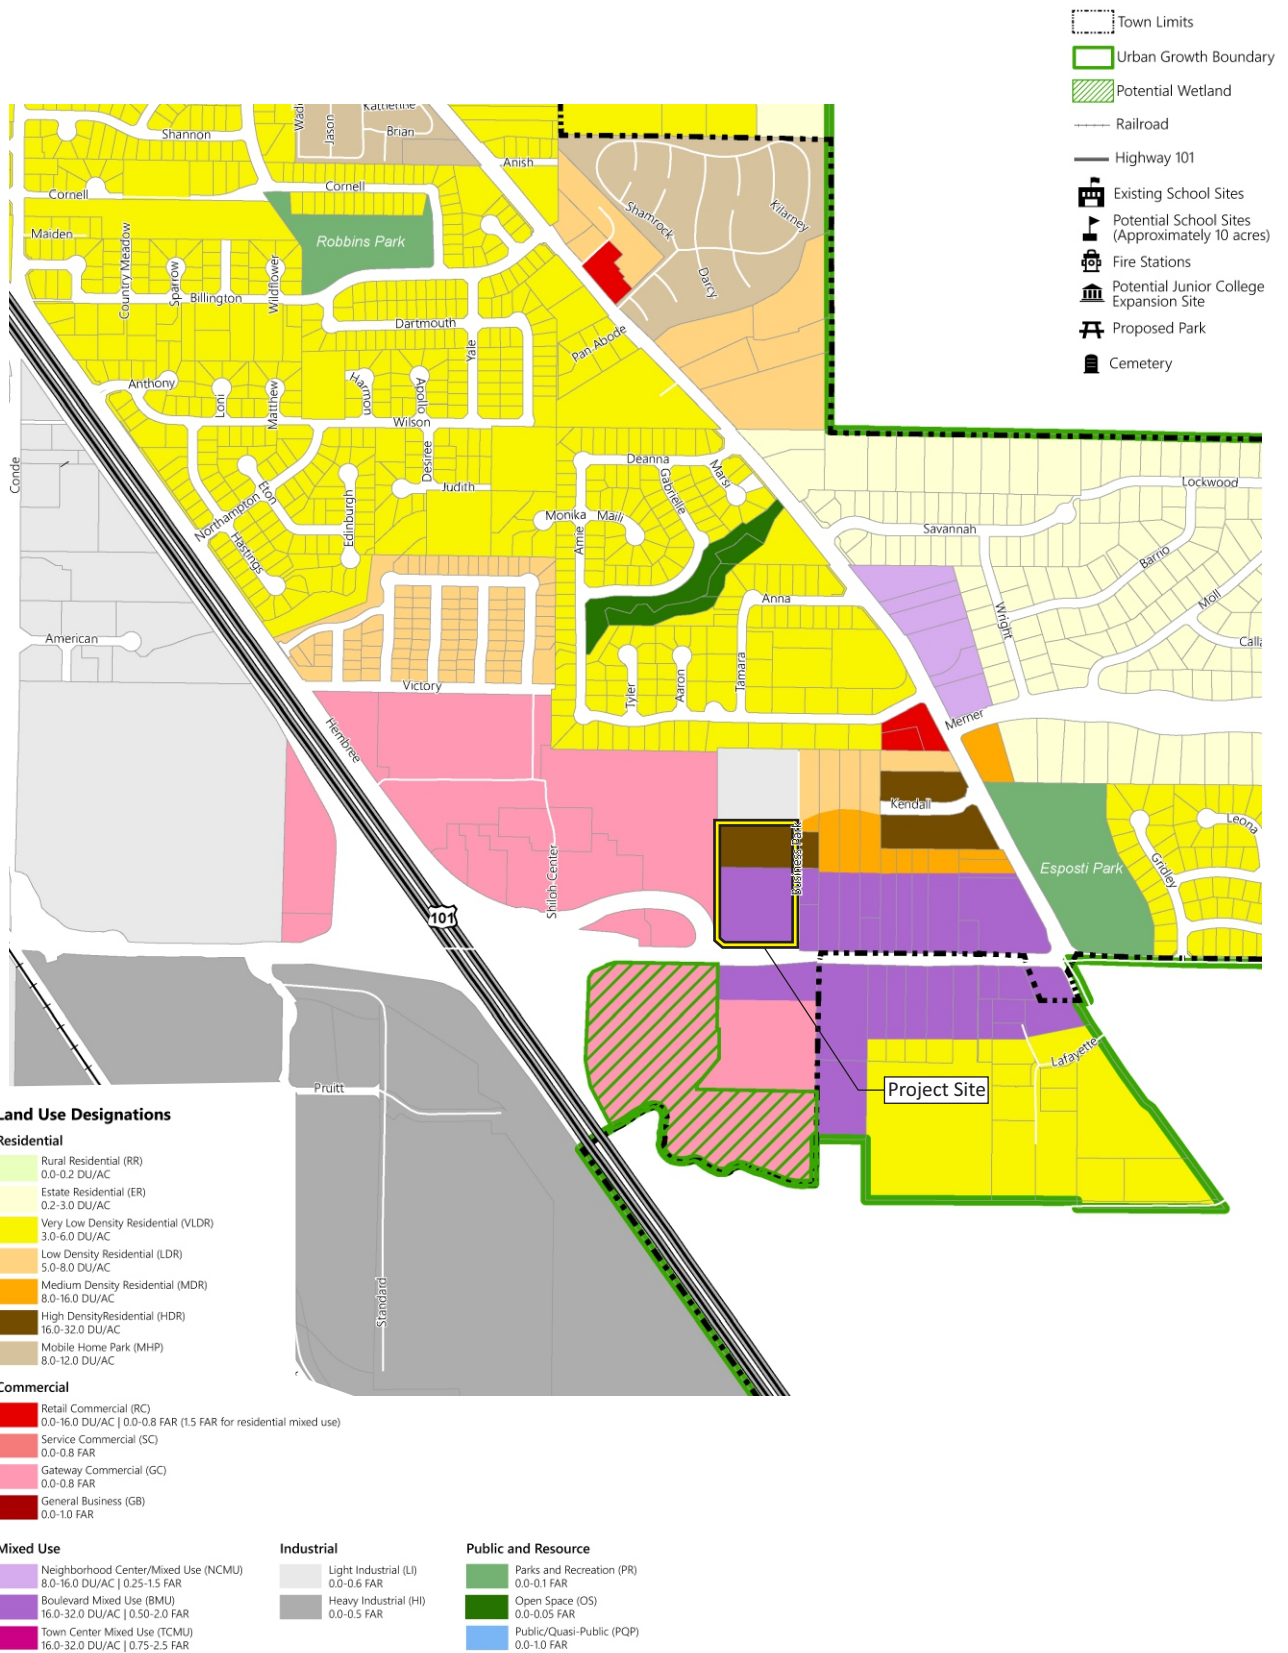 Town Limits
Urban Growth Boundary
Potential Wetland
Railroad
Highway 101
Existing School Sites
Potential School Sites
(Approximately 10 acres)
Fire Stations
Potential Junior College
Expansion Site
Proposed Park
Cemetery
Katherine
Jason
Brian
Shannon
Anish
Cornell
Cornell
Shamrock
Kilarney
Maiden
Robbins Park
Country Meadow
Sparrow
Wildflower
Darcy
Billington
Dartmouth
Pan-Abode
Yale
Anthony
Loni
Matthew
Harmon
Apollo
Wilson
Conde
Desiree
Deanna
Marsi
Gabrielle
Judith
Eton
Lockwood
Northampton
Edinburgh
Monika
Maili
Amie
Savannah
Hastings
Barrio
Anna
Moll
Wright
American
Calla
Tyler
Aaron
Tamara
Victory
Merner
Hembree
Kendall
Leona
Business Park
Shiloh Center
Esposti Park
Gridley
101
Lafayette
Project Site
Pruitt
Standard
Land Use Designations
Residential
Rural Residential (RR)
0.0-0.2 DU/AC
Estate Residential (ER)
0.2-3.0 DU/AC
Very Low Density Residential (VLDR)
3.0-6.0 DU/AC
Low Density Residential (LDR)
5.0-8.0 DU/AC
Medium Density Residential (MDR)
8.0-16.0 DU/AC
High DensityResidential (HDR)
16.0-32.0 DU/AC
Mobile Home Park (MHP)
8.0-12.0 DU/AC
Commercial
Retail Commercial (RC)
0.0-16.0 DU/AC | 0.0-0.8 FAR (1.5 FAR for residential mixed use)
Service Commercial (SC)
0.0-0.8 FAR
Gateway Commercial (GC)
0.0-0.8 FAR
General Business (GB)
0.0-1.0 FAR
Mixed Use
Neighborhood Center/Mixed Use (NCMU)
8.0-16.0 DU/AC | 0.25-1.5 FAR
Boulevard Mixed Use (BMU)
16.0-32.0 DU/AC | 0.50-2.0 FAR
Town Center Mixed Use (TCMU)
16.0-32.0 DU/AC | 0.75-2.5 FAR
Industrial
Light Industrial (LI)
0.0-0.6 FAR
Heavy Industrial (HI)
0.0-0.5 FAR
Public and Resource
Parks and Recreation (PR)
0.0-0.1 FAR
Open Space (OS)
0.0-0.05 FAR
Public/Quasi-Public (PQP)
0.0-1.0 FAR